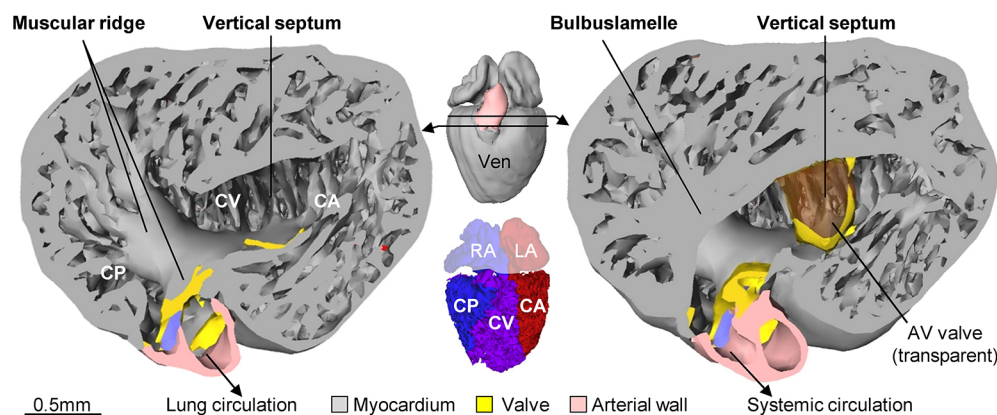 Muscular ridge
Vertical septum
Bulbuslamelle
Vertical septum
Ven
CV
CA
CP
RA
LA
CP
CV
CA
AV valve
(transparent)
0.5mm
Lung circulation
Myocardium
Valve
Arterial wall
Systemic circulation